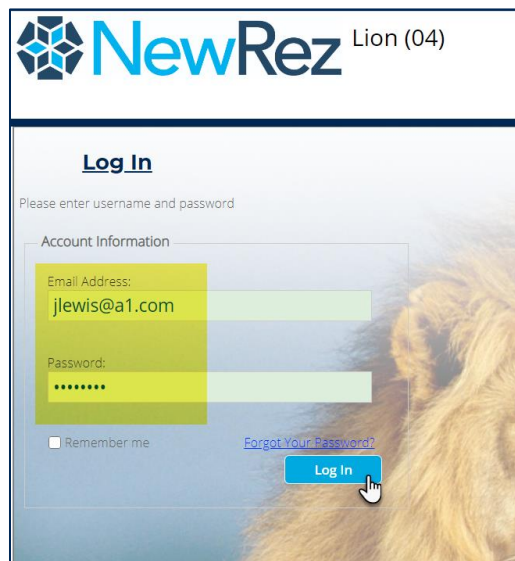 NewRez Lion (04)
Log In
Please enter username and password
Account Information
Email Address:
jlewis@a1.com
Password:
••••••••
Remember me Forgot Your Password?
Log In